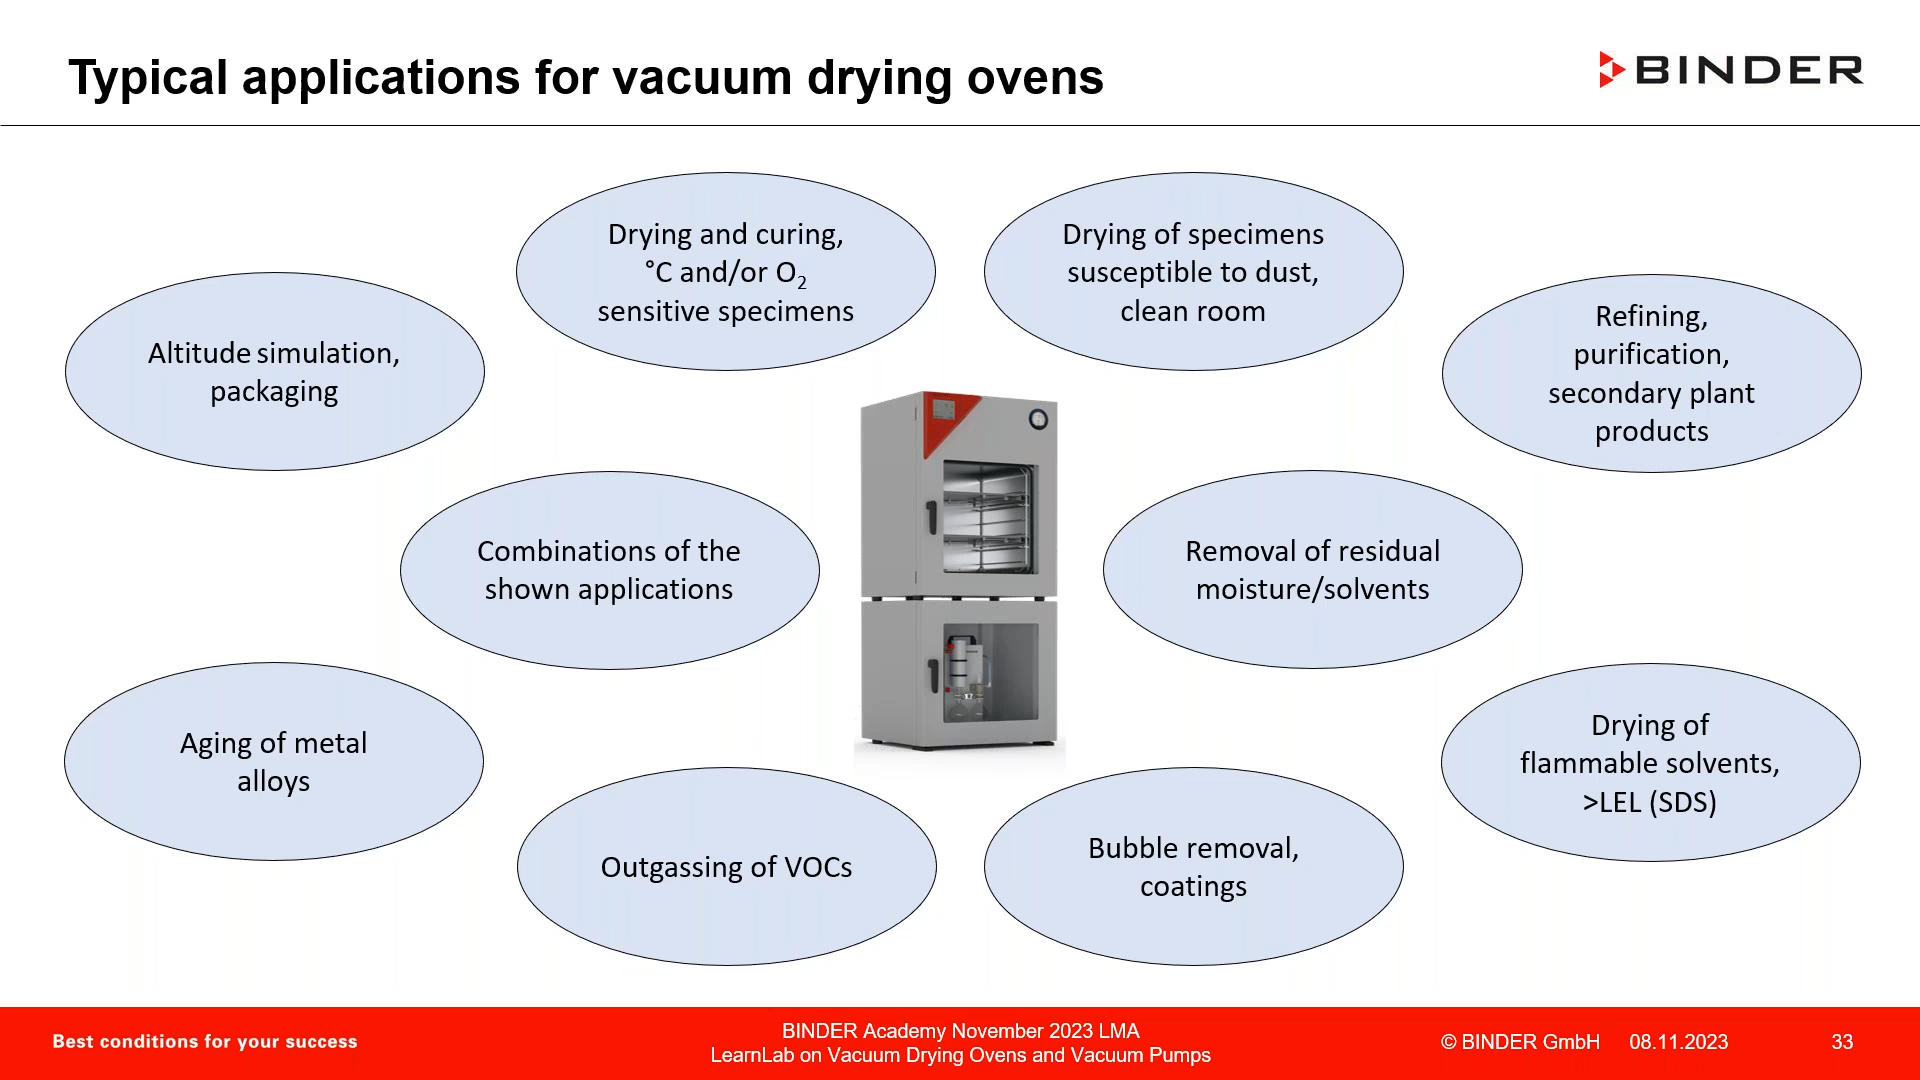 Typical applications for vacuum drying ovens
BINDER
Drying and curing,
°C and/or O₂
sensitive specimens
Drying of specimens
susceptible to dust,
clean room
Altitude simulation,
packaging
Refining,
purification,
secondary plant
products
Combinations of the
shown applications
Removal of residual
moisture/solvents
Aging of metal
alloys
Drying of
flammable solvents,
>LEL (SDS)
Outgassing of VOCs
Bubble removal,
coatings
Best conditions for your success
BINDER Academy November 2023 LMA
LearnLab on Vacuum Drying Ovens and Vacuum Pumps
© BINDER GmbH 08.11.2023 33